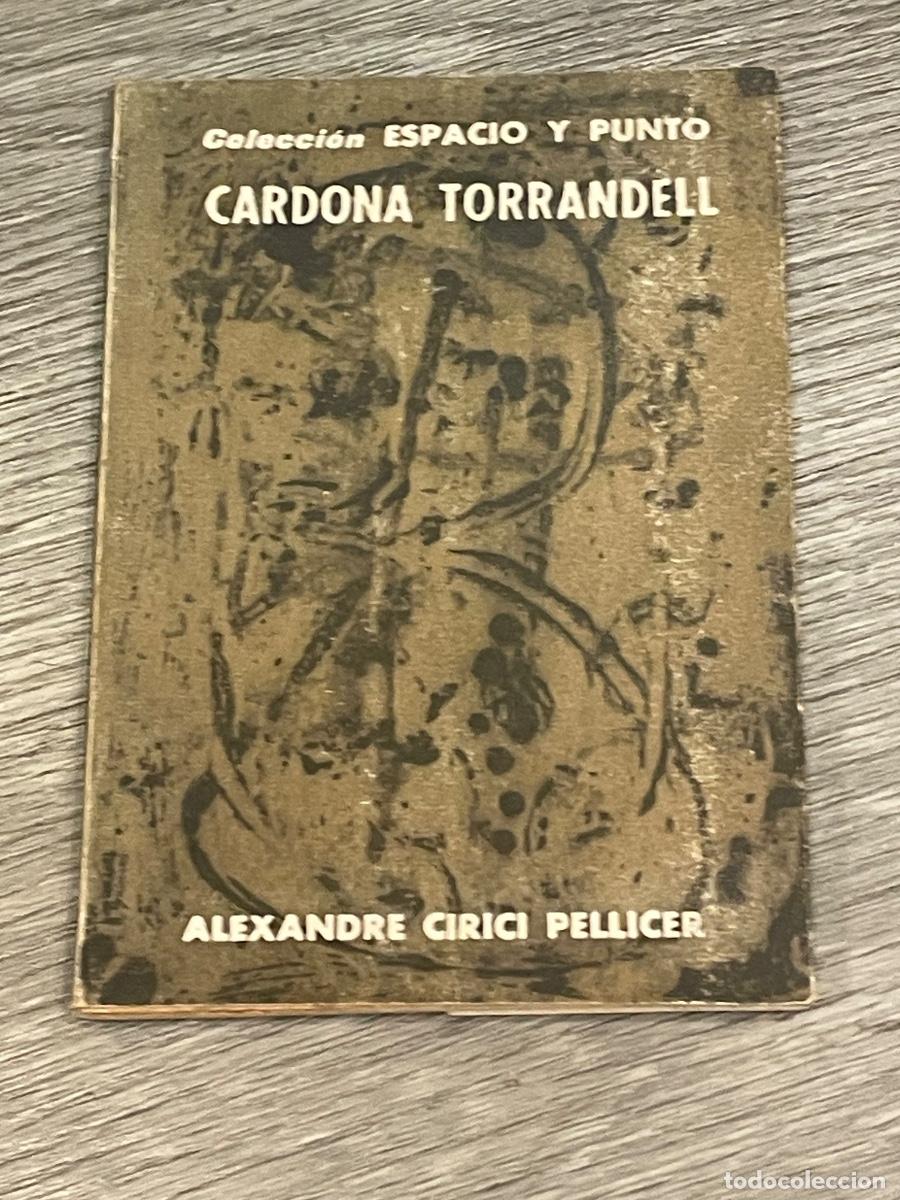 Colección ESPACIO Y PUNTO
CARDONA TORRANDELL
ALEXANDRE CIRICI PELLICER
todocoleccion